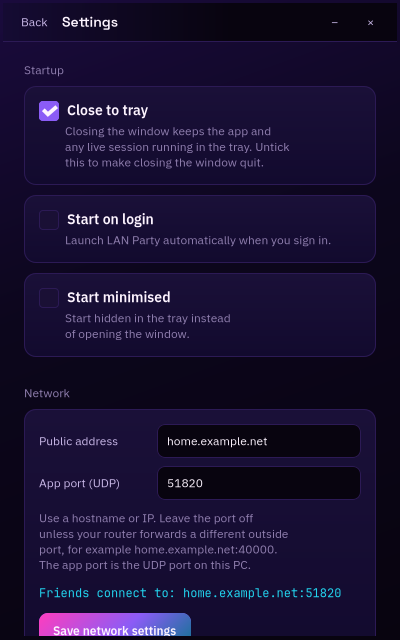 Back Settings – ×
Startup
Close to tray
Closing the window keeps the app and
any live session running in the tray. Untick
this to make closing the window quit.
Start on login
Launch LAN Party automatically when you sign in.
Start minimised
Start hidden in the tray instead
of opening the window.
Network
Public address home.example.net
App port (UDP) 51820
Use a hostname or IP. Leave the port off
unless your router forwards a different outside
port, for example home.example.net:40000.
The app port is the UDP port on this PC.
Friends connect to: home.example.net:51820
Save network settings